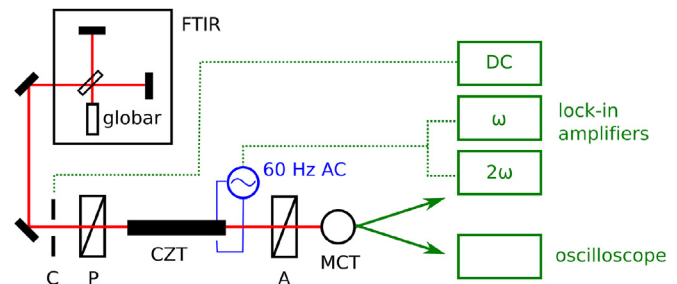 FTIR
globar
DC
ω
lock-in
amplifiers
2ω
60 Hz AC
CZT
MCT
oscilloscope
C
P
A